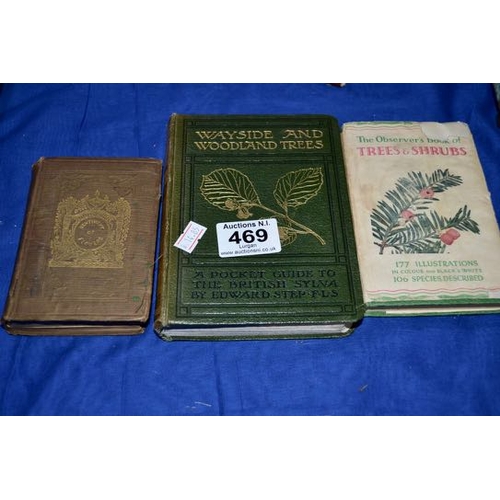 WAYSIDE AND
WOODLAND TREES
Auctions N.I.
469
Lurgan
www.auctionsni.co.uk
A POCKET GUIDE TO
THE BRITISH SYLVA
BY EDWARD STEP F·L·S
The Observer's book of
TREES & SHRUBS
177 ILLUSTRATIONS
IN COLOUR AND BLACK & WHITE
106 SPECIES DESCRIBED